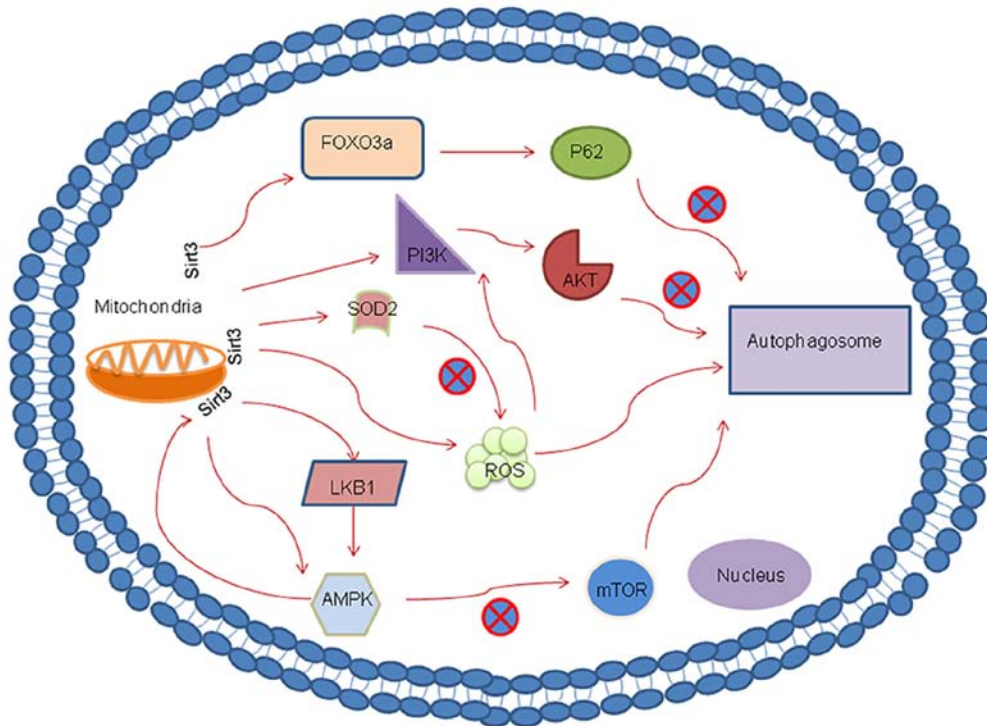 FOXO3a
P62
Sirt3
PI3K
AKT
Mitochondria
SOD2
Sirt3
Autophagosome
Sirt3
ROS
LKB1
AMPK
mTOR
Nucleus